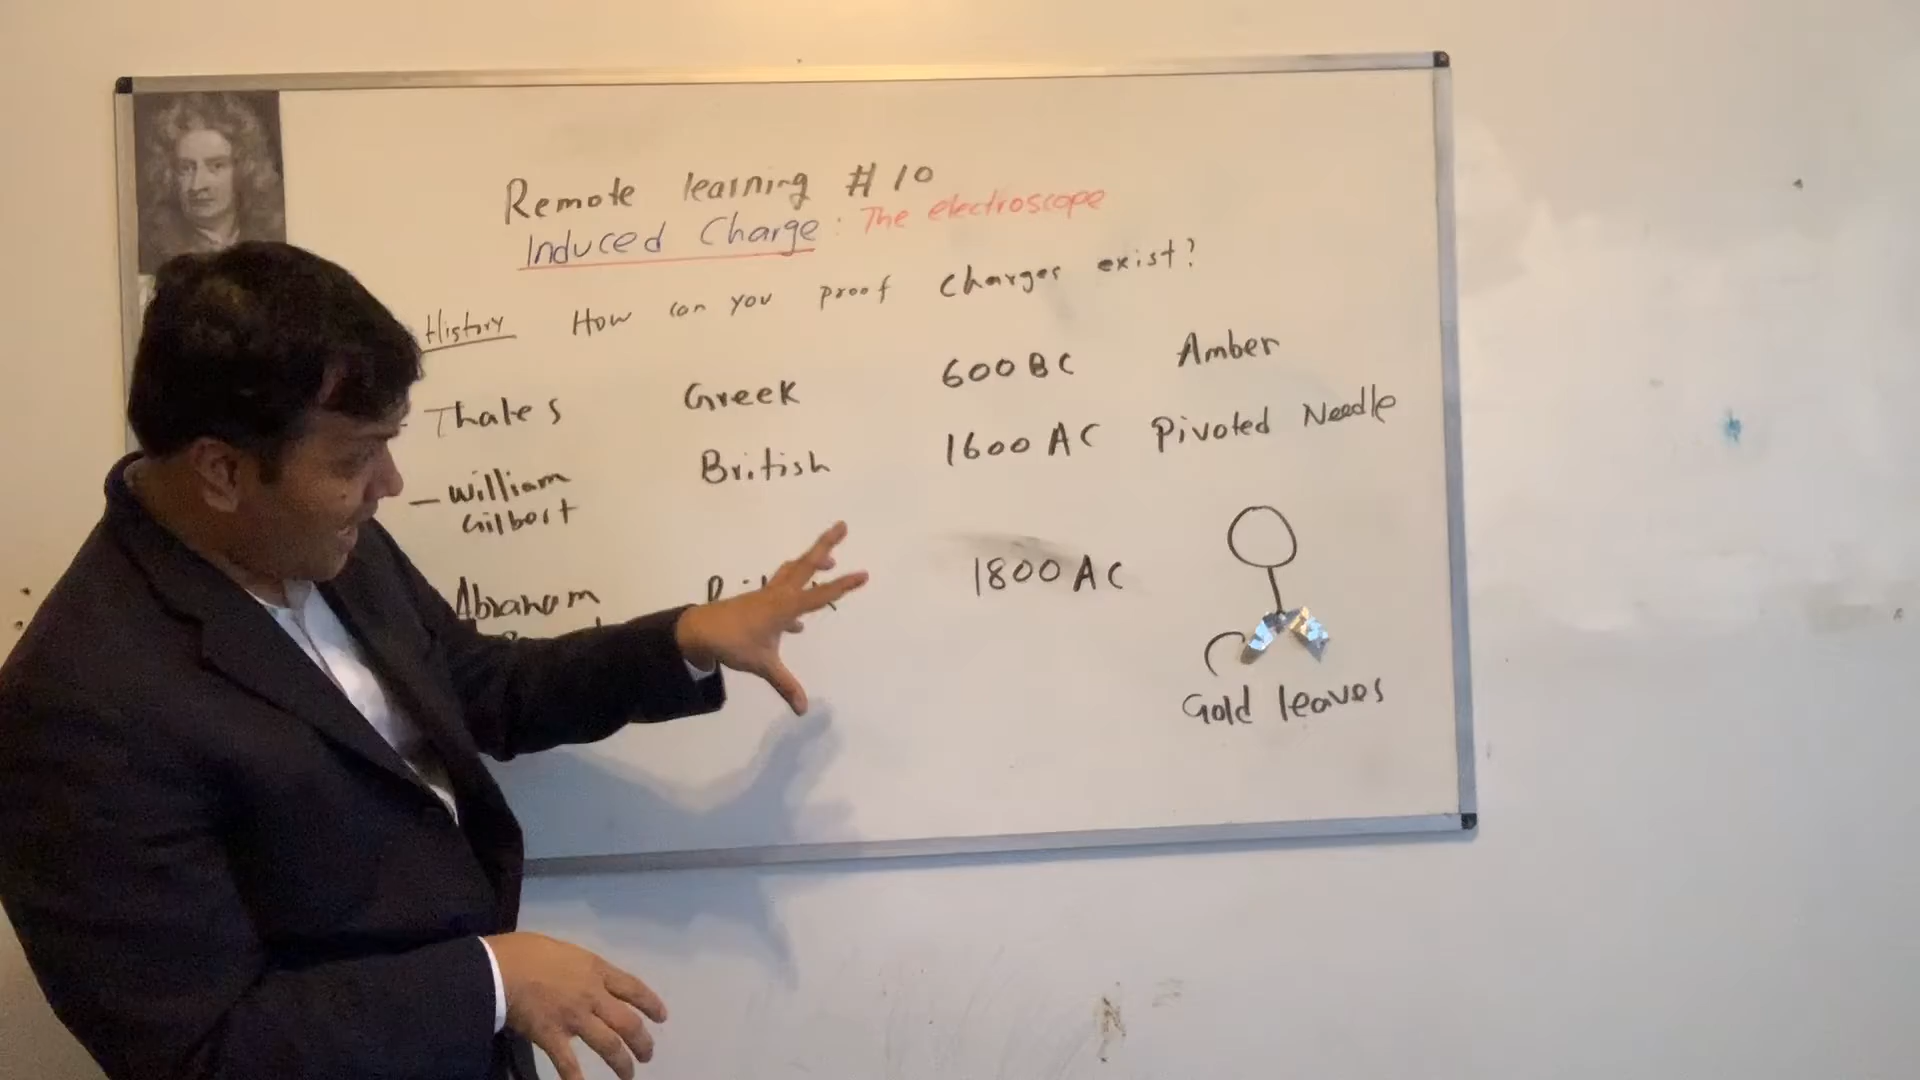 Remote learning #10
Induced Charge: The electroscope
History How can you proof charges exist?
Thales Greek 600 BC Amber
- William Gilbert British 1600 AC Pivoted Needle
Abraham 1800 AC
Gold leaves